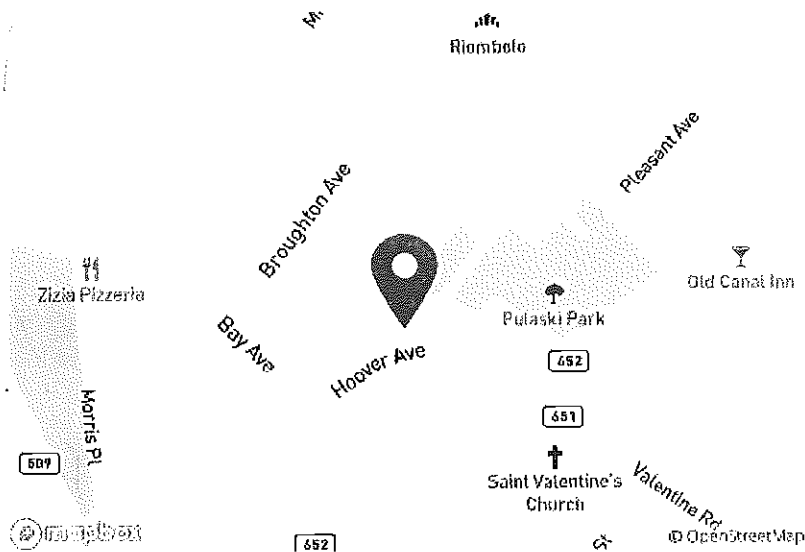 Riombolo
Pleasant Ave
Broughton Ave
Zizia Pizzeria
Old Canal Inn
Pulaski Park
Bay Ave
Hoover Ave
652
651
Morris Pl
509
Saint Valentine's
Church
Valentine Rd
mapbox
652
© OpenStreetMap